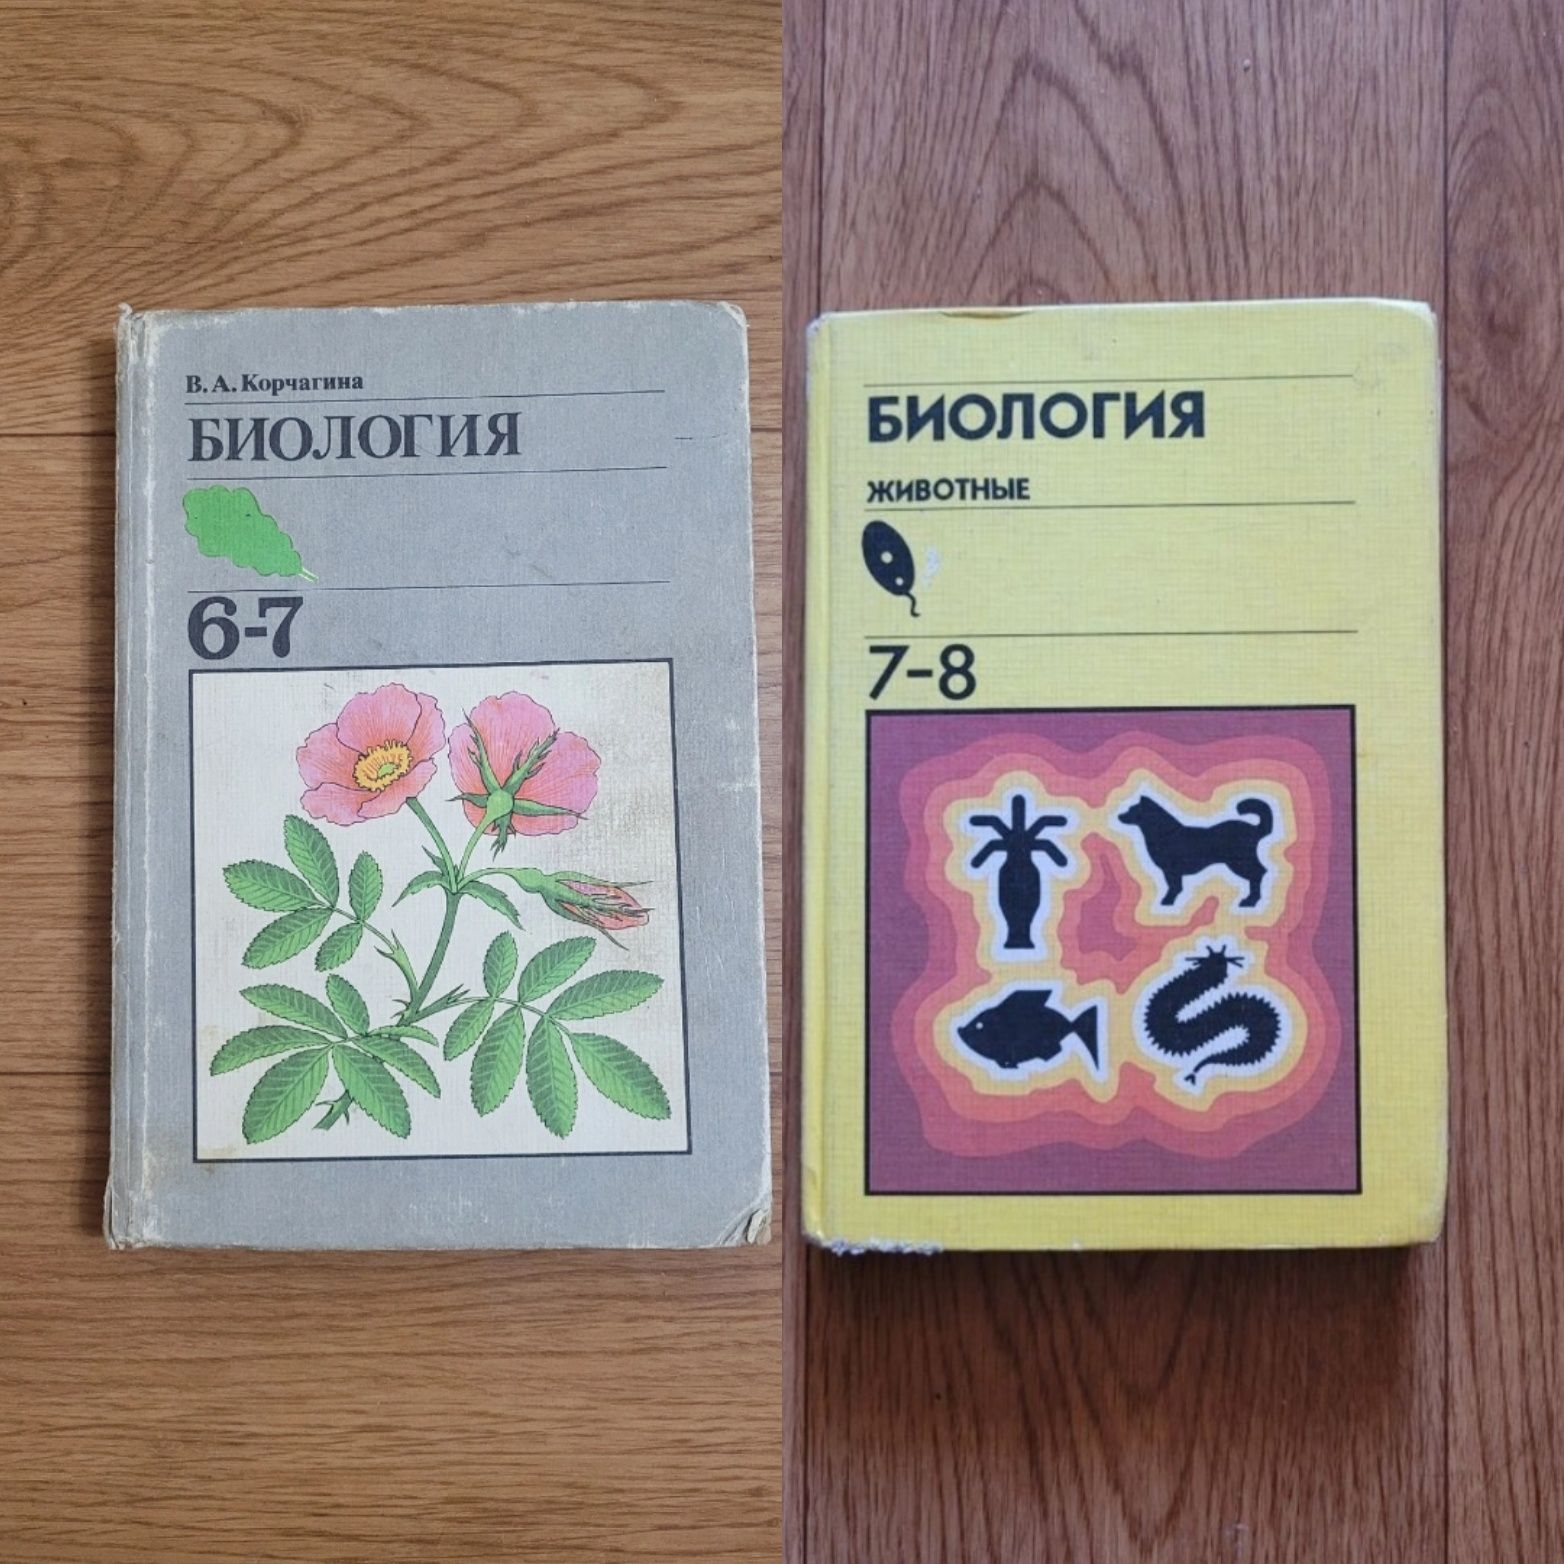 В. А. Корчагина
БИОЛОГИЯ
6-7
БИОЛОГИЯ
ЖИВОТНЫЕ
7-8